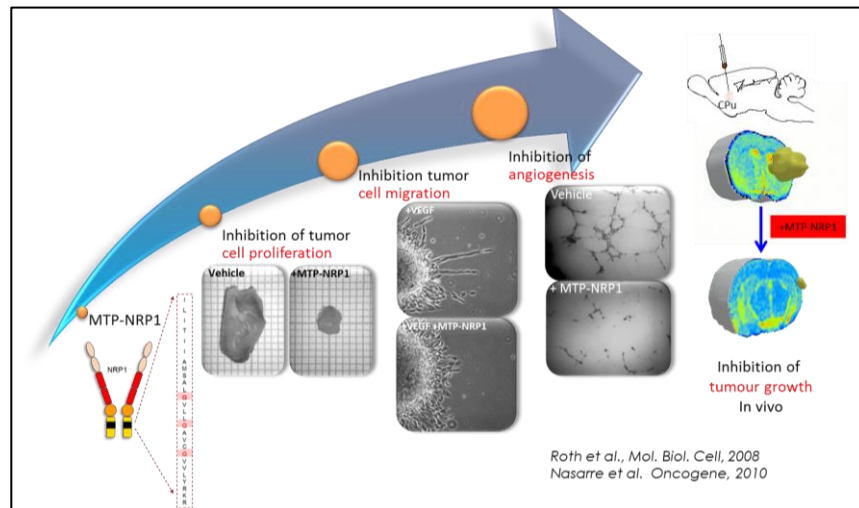 CPu
Inhibition of
angiogenesis
Inhibition tumor
cell migration
Vehicle
+VEGF
+MTP-NRP1
Inhibition of tumor
cell proliferation
Vehicle
+MTP-NRP1
+ MTP-NRP1
MTP-NRP1
NRP1
I
L
I
T
I
I
A
M
S
A
L
G
V
L
L
G
A
V
C
G
V
V
L
Y
R
K
R
+VEGF +MTP-NRP1
Inhibition of
tumour growth
In vivo
Roth et al., Mol. Biol. Cell, 2008
Nasarre et al. Oncogene, 2010